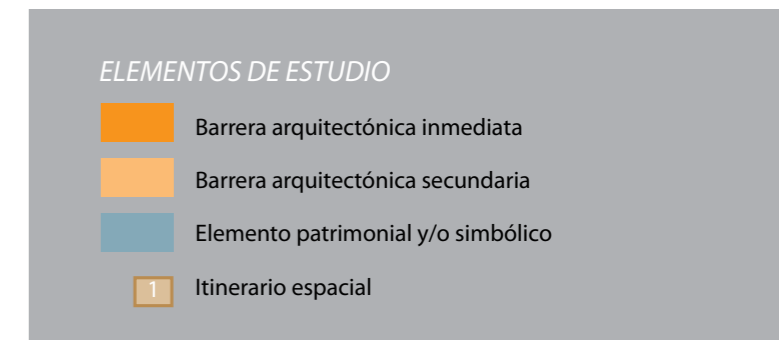 ELEMENTOS DE ESTUDIO
Barrera arquitectónica inmediata
Barrera arquitectónica secundaria
Elemento patrimonial y/o simbólico
1 Itinerario espacial